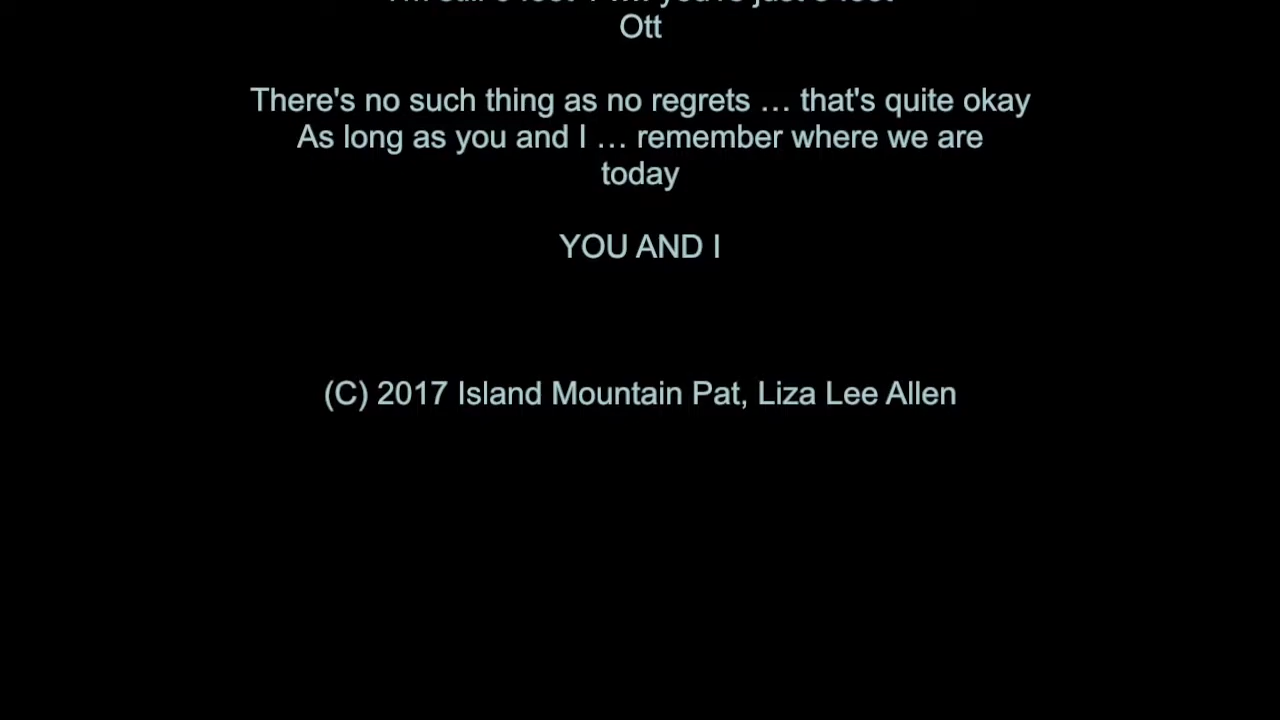 Ott
There's no such thing as no regrets … that's quite okay
As long as you and I … remember where we are
today
YOU AND I
(C) 2017 Island Mountain Pat, Liza Lee Allen